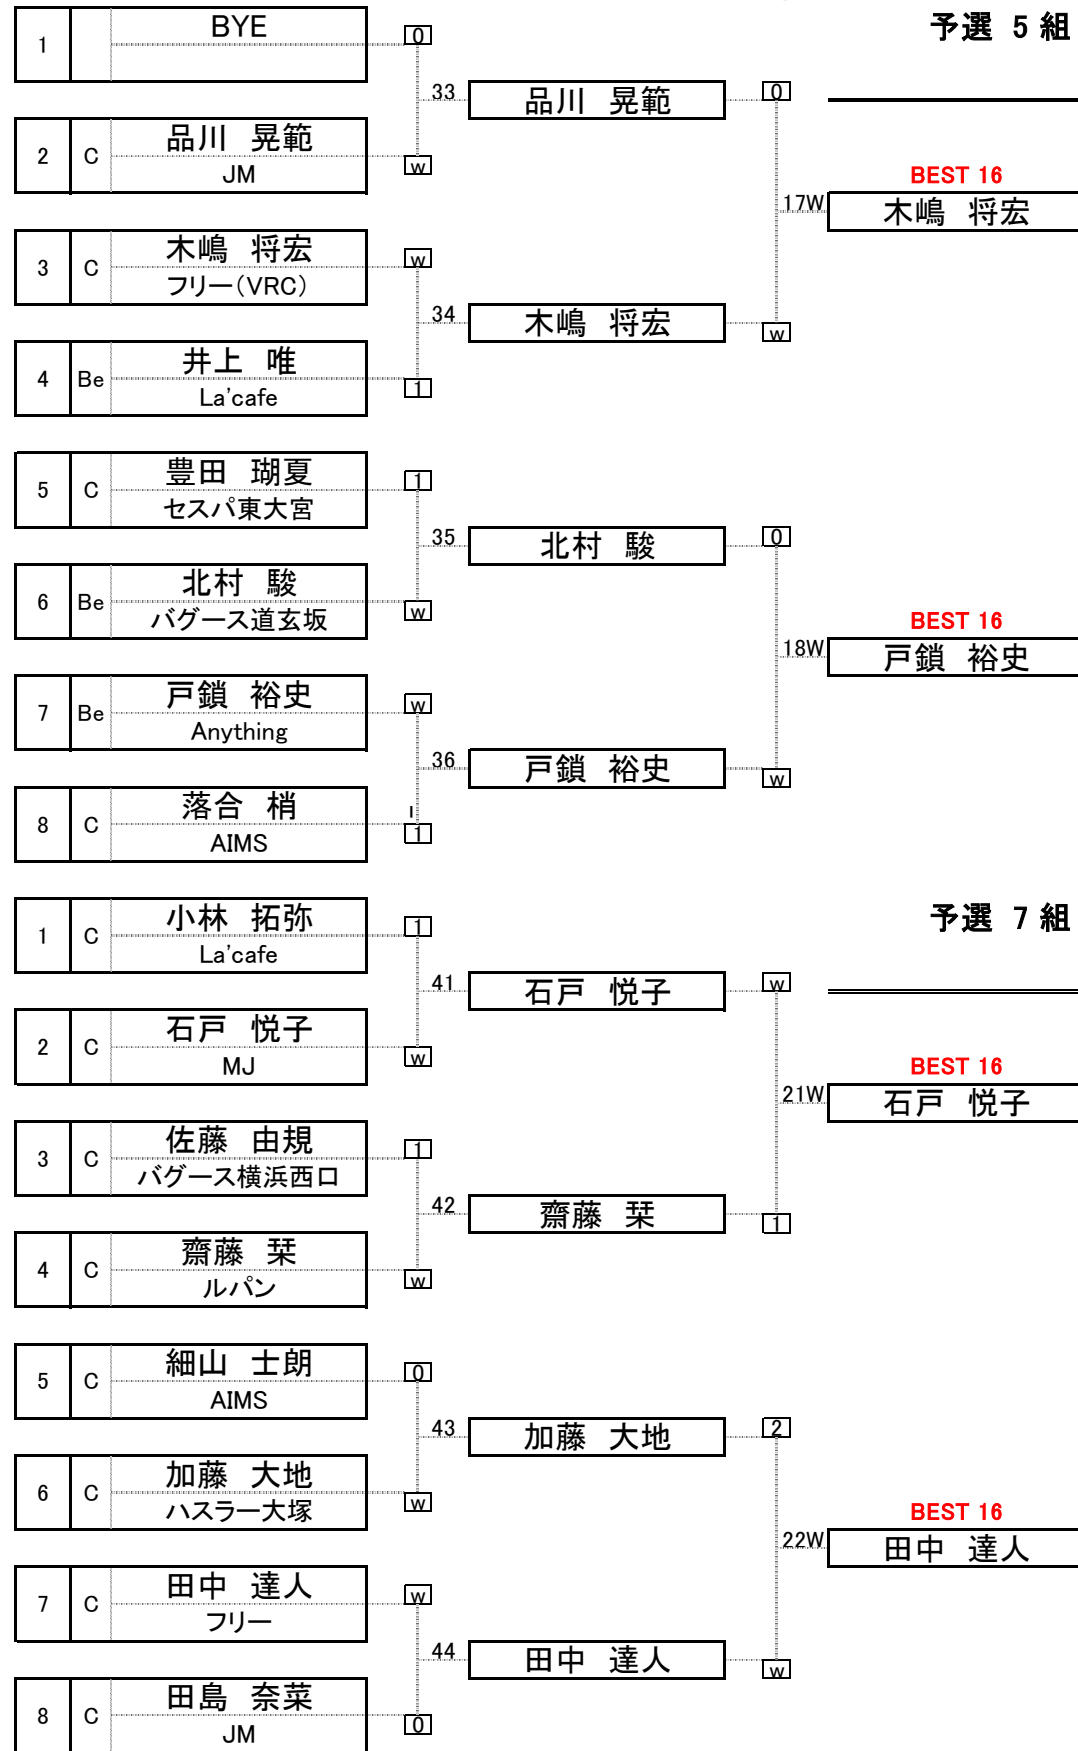 予選 5 組
1 BYE 0
33 品川 晃範 0
2 C 品川 晃範 w
JM
BEST 16
17W 木嶋 将宏
3 C 木嶋 将宏 w
フリー(VRC)
34 木嶋 将宏 w
4 Be 井上 唯 1
La'cafe
5 C 豊田 瑚夏 1
セスパ東大宮
35 北村 駿 0
6 Be 北村 駿 w
バグース道玄坂
BEST 16
18W 戸鎖 裕史
7 Be 戸鎖 裕史 w
Anything
36 戸鎖 裕史 w
8 C 落合 梢 1
AIMS
予選 7 組
1 C 小林 拓弥 1
La'cafe
41 石戸 悦子 w
2 C 石戸 悦子 w
MJ
BEST 16
21W 石戸 悦子
3 C 佐藤 由規 1
バグース横浜西口
42 齋藤 栞 1
4 C 齋藤 栞 w
ルパン
5 C 細山 士朗 0
AIMS
43 加藤 大地 2
6 C 加藤 大地 w
ハスラー大塚
BEST 16
22W 田中 達人
7 C 田中 達人 w
フリー
44 田中 達人 w
8 C 田島 奈菜 0
JM